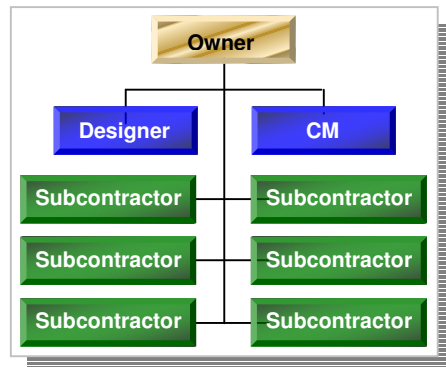 Owner
Designer
CM
Subcontractor
Subcontractor
Subcontractor
Subcontractor
Subcontractor
Subcontractor